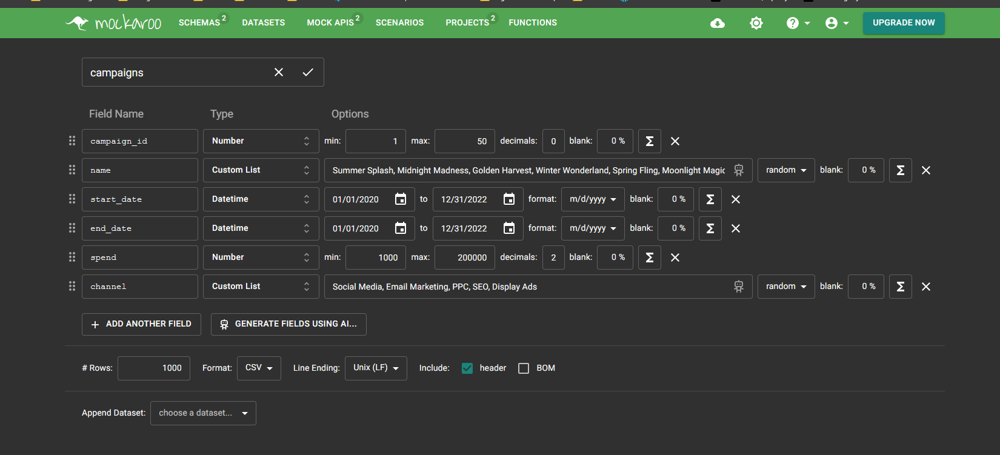 mockaroo SCHEMAS 2 DATASETS MOCK APIS 2 SCENARIOS PROJECTS 2 FUNCTIONS UPGRADE NOW
campaigns
Field Name Type Options
campaign_id Number min: 1 max: 50 decimals: 0 blank: 0 % Σ
name Custom List Summer Splash, Midnight Madness, Golden Harvest, Winter Wonderland, Spring Fling, Moonlight Magic random blank: 0 % Σ
start_date Datetime 01/01/2020 to 12/31/2022 format: m/d/yyyy blank: 0 % Σ
end_date Datetime 01/01/2020 to 12/31/2022 format: m/d/yyyy blank: 0 % Σ
spend Number min: 1000 max: 200000 decimals: 2 blank: 0 % Σ
channel Custom List Social Media, Email Marketing, PPC, SEO, Display Ads random blank: 0 % Σ
+ ADD ANOTHER FIELD GENERATE FIELDS USING AI...
# Rows: 1000 Format: CSV Line Ending: Unix (LF) Include: header BOM
Append Dataset: choose a dataset...